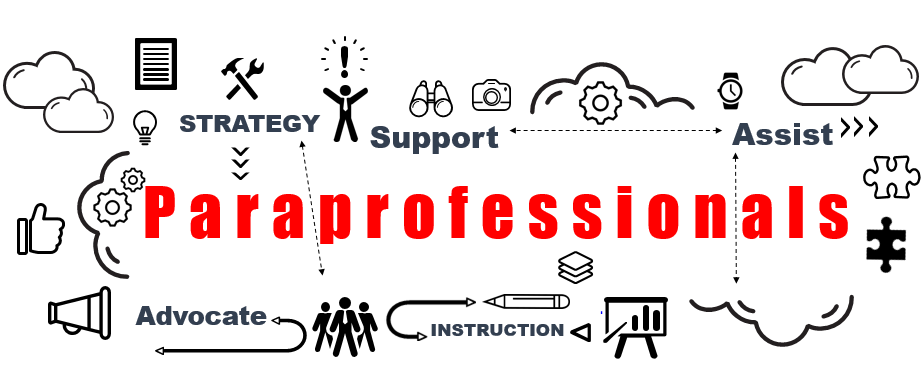 STRATEGY
Support
Assist
Paraprofessionals
Advocate
INSTRUCTION